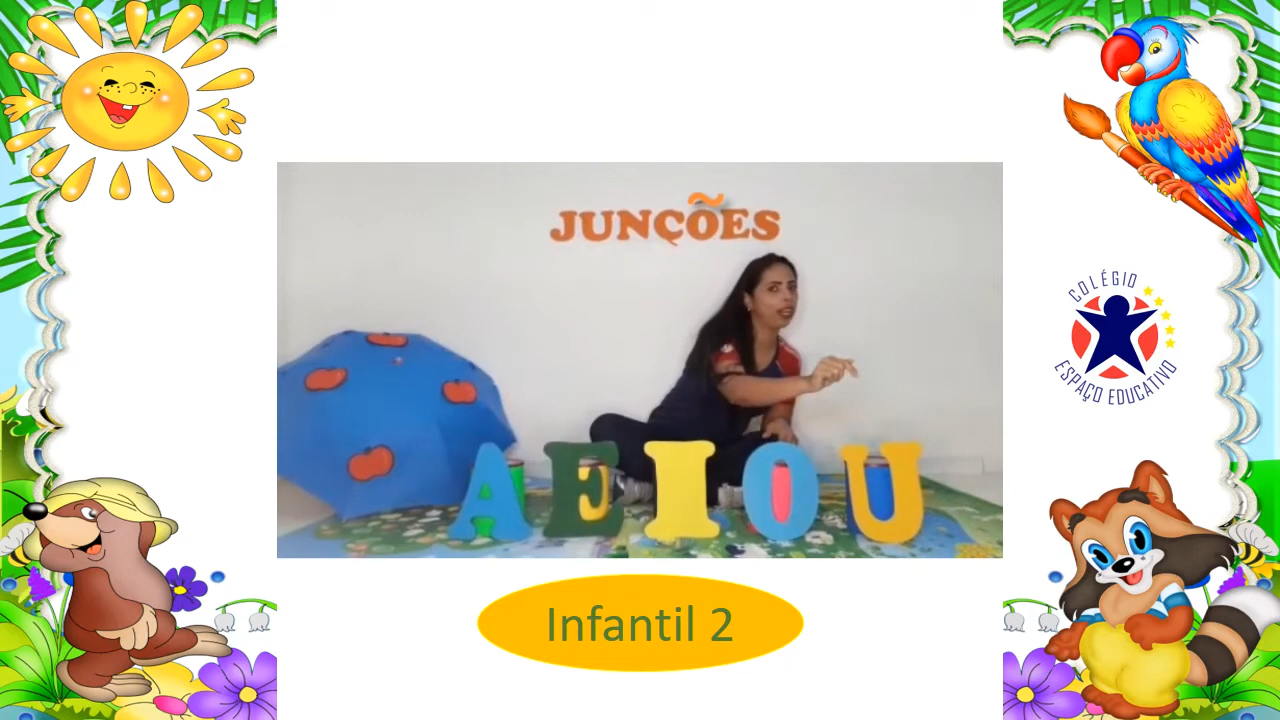 JUNÇÕES
COLÉGIO
ESPAÇO EDUCATIVO
A E I O U
Infantil 2